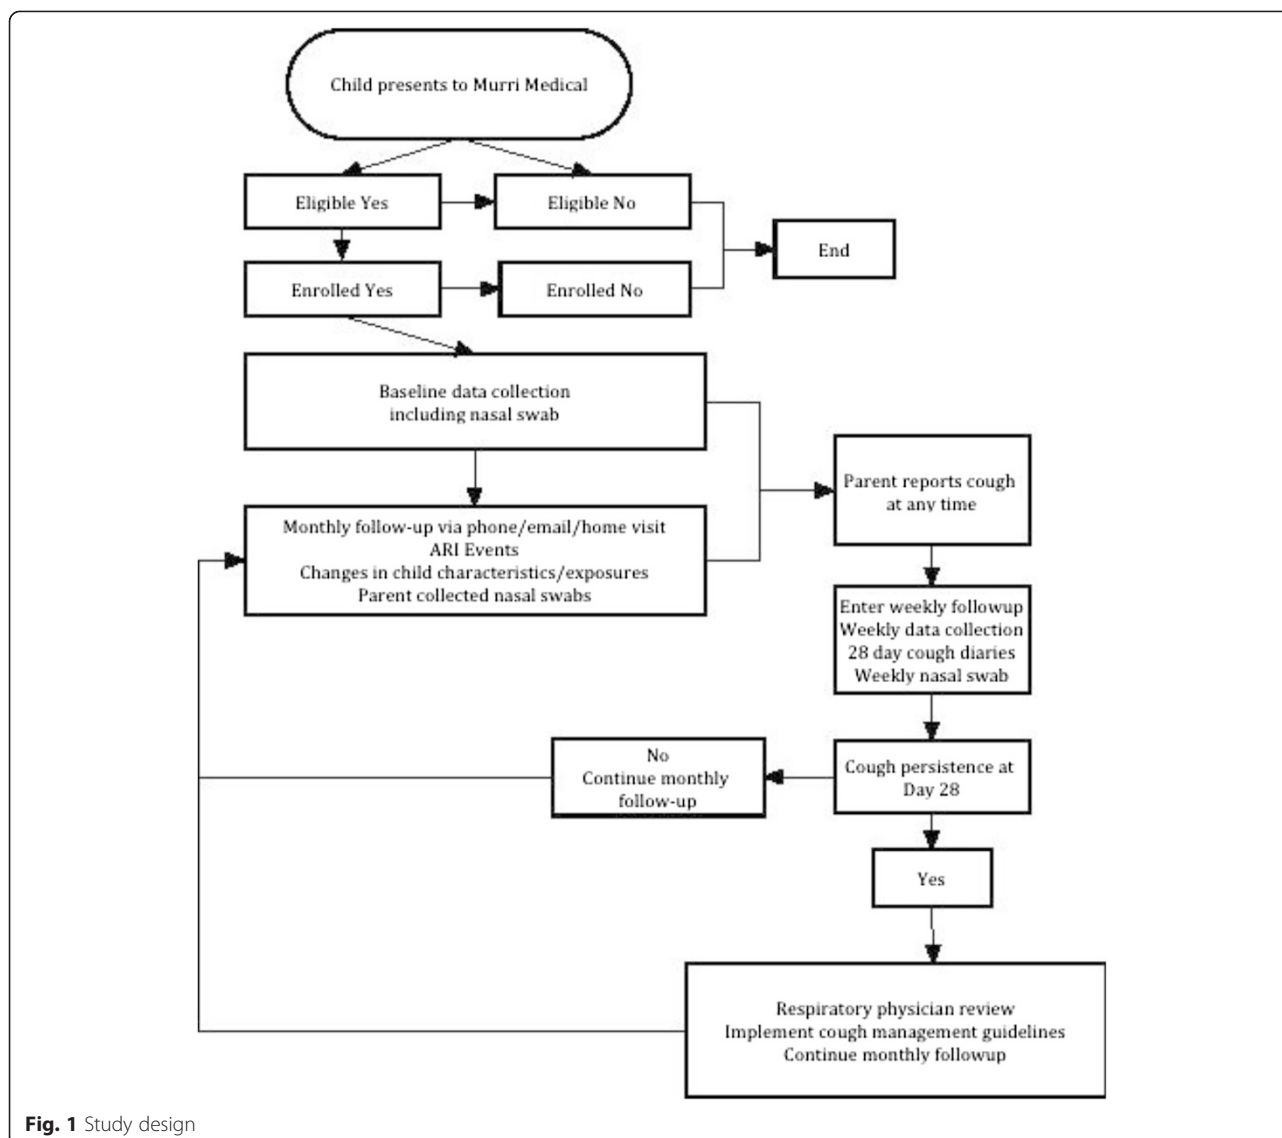 Child presents to Murri Medical
Eligible Yes
Eligible No
End
Enrolled Yes
Enrolled No
Baseline data collection
including nasal swab
Parent reports cough
at any time
Monthly follow-up via phone/email/home visit
ARI Events
Changes in child characteristics/exposures
Parent collected nasal swabs
Enter weekly followup
Weekly data collection
28 day cough diaries
Weekly nasal swab
Cough persistence at
Day 28
No
Continue monthly
follow-up
Yes
Respiratory physician review
Implement cough management guidelines
Continue monthly followup
Fig. 1 Study design